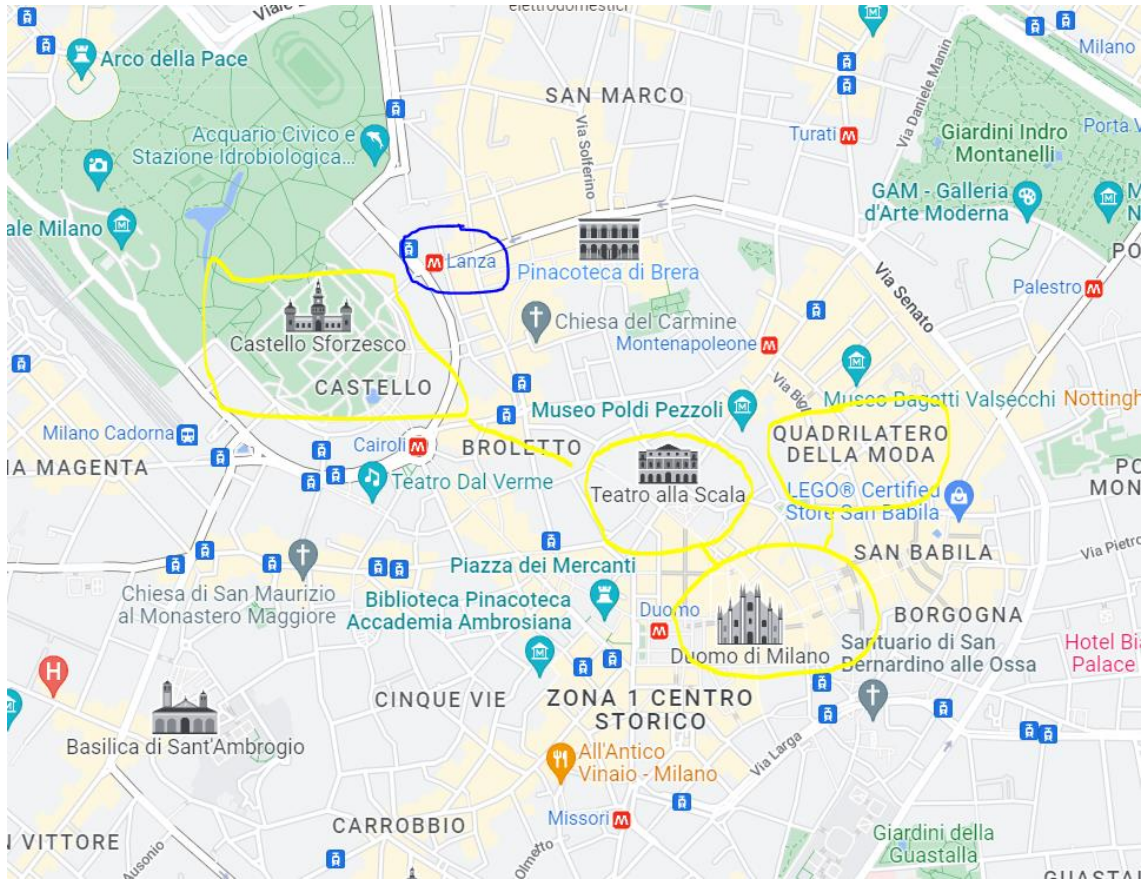 elettrodomestici
Arco della Pace
Milano
SAN MARCO
Via Daniele Manin
Acquario Civico e
Stazione Idrobiologica...
Via Solferino
Turati
Giardini Indro
Montanelli
Porta
GAM - Galleria
d'Arte Moderna
ale Milano
Lanza
Pinacoteca di Brera
Via Senato
Palestro
Castello Sforzesco
Chiesa del Carmine
Montenapoleone
CASTELLO
Via Bigl
Museo Bagatti Valsecchi
Museo Poldi Pezzoli
Milano Cadorna
Cairoli
BROLETTO
QUADRILATERO
DELLA MODA
NA MAGENTA
Teatro Dal Verme
Teatro alla Scala
LEGO® Certified
Store San Babila
MON
SAN BABILA
Via Pietro
Piazza dei Mercanti
Chiesa di San Maurizio
al Monastero Maggiore
Biblioteca Pinacoteca
Accademia Ambrosiana
Duomo
BORGOGNA
H
Duomo di Milano
Santuario di San
Bernardino alle Ossa
Hotel Bi
Palace
CINQUE VIE
ZONA 1 CENTRO
STORICO
Basilica di Sant'Ambrogio
Via Larga
All'Antico
Vinaio - Milano
Missori
CARROBBIO
N VITTORE
Ausonio
Olmetto
Giardini della
Guastalla